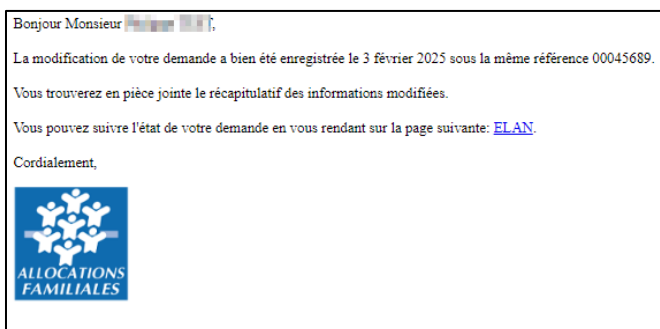 Bonjour Monsieur
La modification de votre demande a bien été enregistrée le 3 février 2025 sous la même référence 00045689.
Vous trouverez en pièce jointe le récapitulatif des informations modifiées.
Vous pouvez suivre l'état de votre demande en vous rendant sur la page suivante: ELAN.
Cordialement,
ALLOCATIONS
FAMILIALES